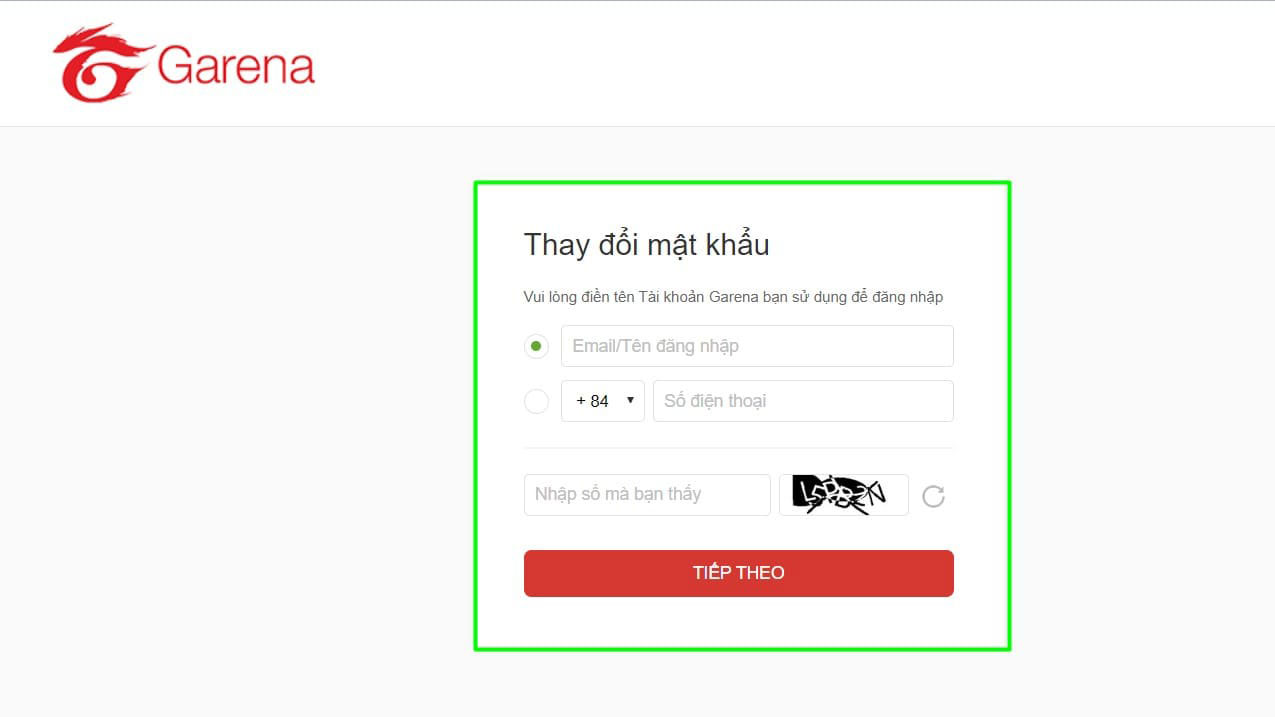 Garena
Thay đổi mật khẩu
Vui lòng điền tên Tài khoản Garena bạn sử dụng để đăng nhập
Email/Tên đăng nhập
+ 84 Số điện thoại
Nhập số mà bạn thấy
TIẾP THEO